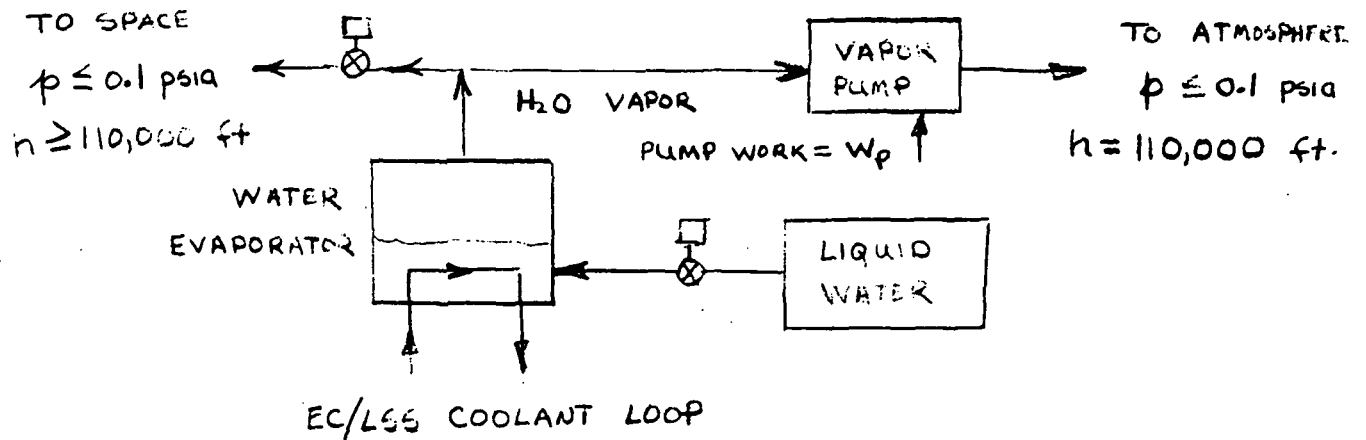 TO SPACE
p ≤ 0.1 psia
h ≥ 110,000 ft
H2O VAPOR
VAPOR
PUMP
PUMP WORK = Wp
TO ATMOSPHERE
p ≤ 0.1 psia
h = 110,000 ft.
WATER
EVAPORATOR
LIQUID
WATER
EC/LSS COOLANT LOOP